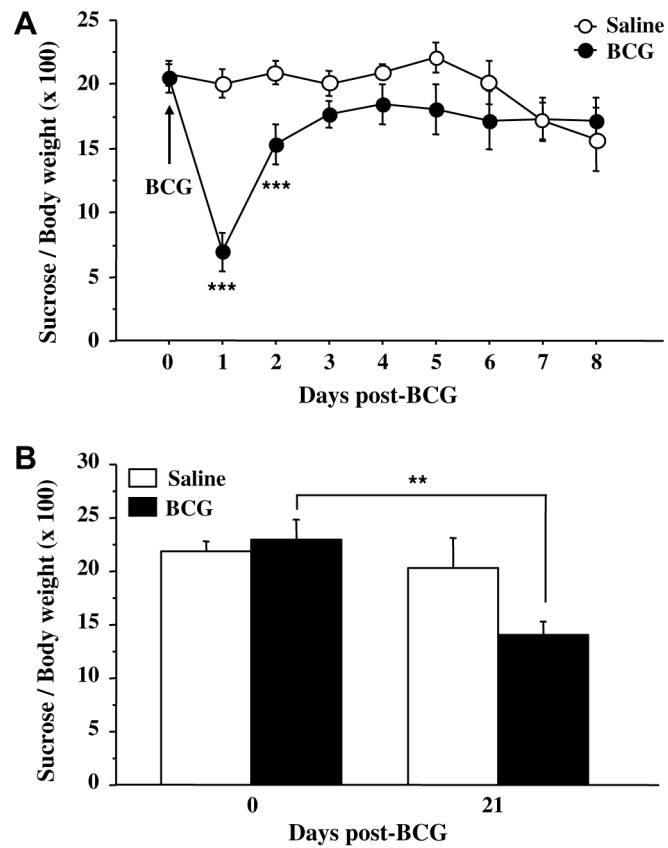 A
Sucrose / Body weight (x 100)
25
20
15
10
5
0
Saline
BCG
BCG
***
***
0 1 2 3 4 5 6 7 8
Days post-BCG
B
Sucrose / Body weight (x 100)
30
25
20
15
10
5
0
Saline
BCG
**
0 21
Days post-BCG